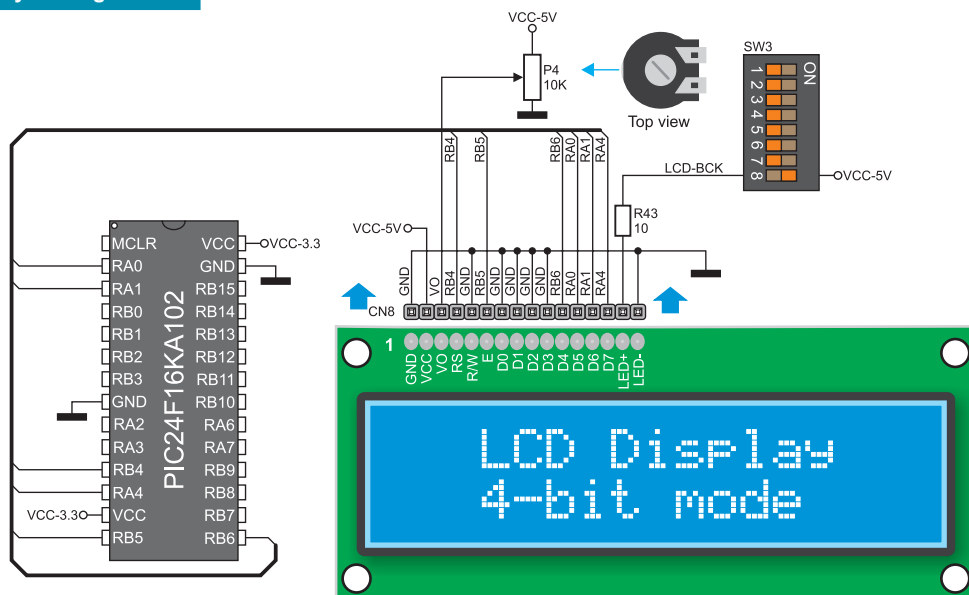 VCC-5V
P4
10K
Top view
SW3
ON
1
2
3
4
5
6
7
8
LCD-BCK
VCC-5V
R43
10
RB4
RB5
RB6
RA0
RA1
RA4
VCC-5V
GND
VO
RB4
GND
RB5
GND
GND
GND
GND
RB6
RA0
RA1
RA4
CN8
1
GND
VCC
VO
RS
R/W
E
D0
D1
D2
D3
D4
D5
D6
D7
LED+
LED-
LCD Display
4-bit mode
PIC24F16KA102
MCLR
RA0
RA1
RB0
RB1
RB2
RB3
GND
RA2
RA3
RB4
RA4
VCC
RB5
VCC
GND
RB15
RB14
RB13
RB12
RB11
RB10
RA6
RA7
RB9
RB8
RB7
RB6
VCC-3.3
VCC-3.3